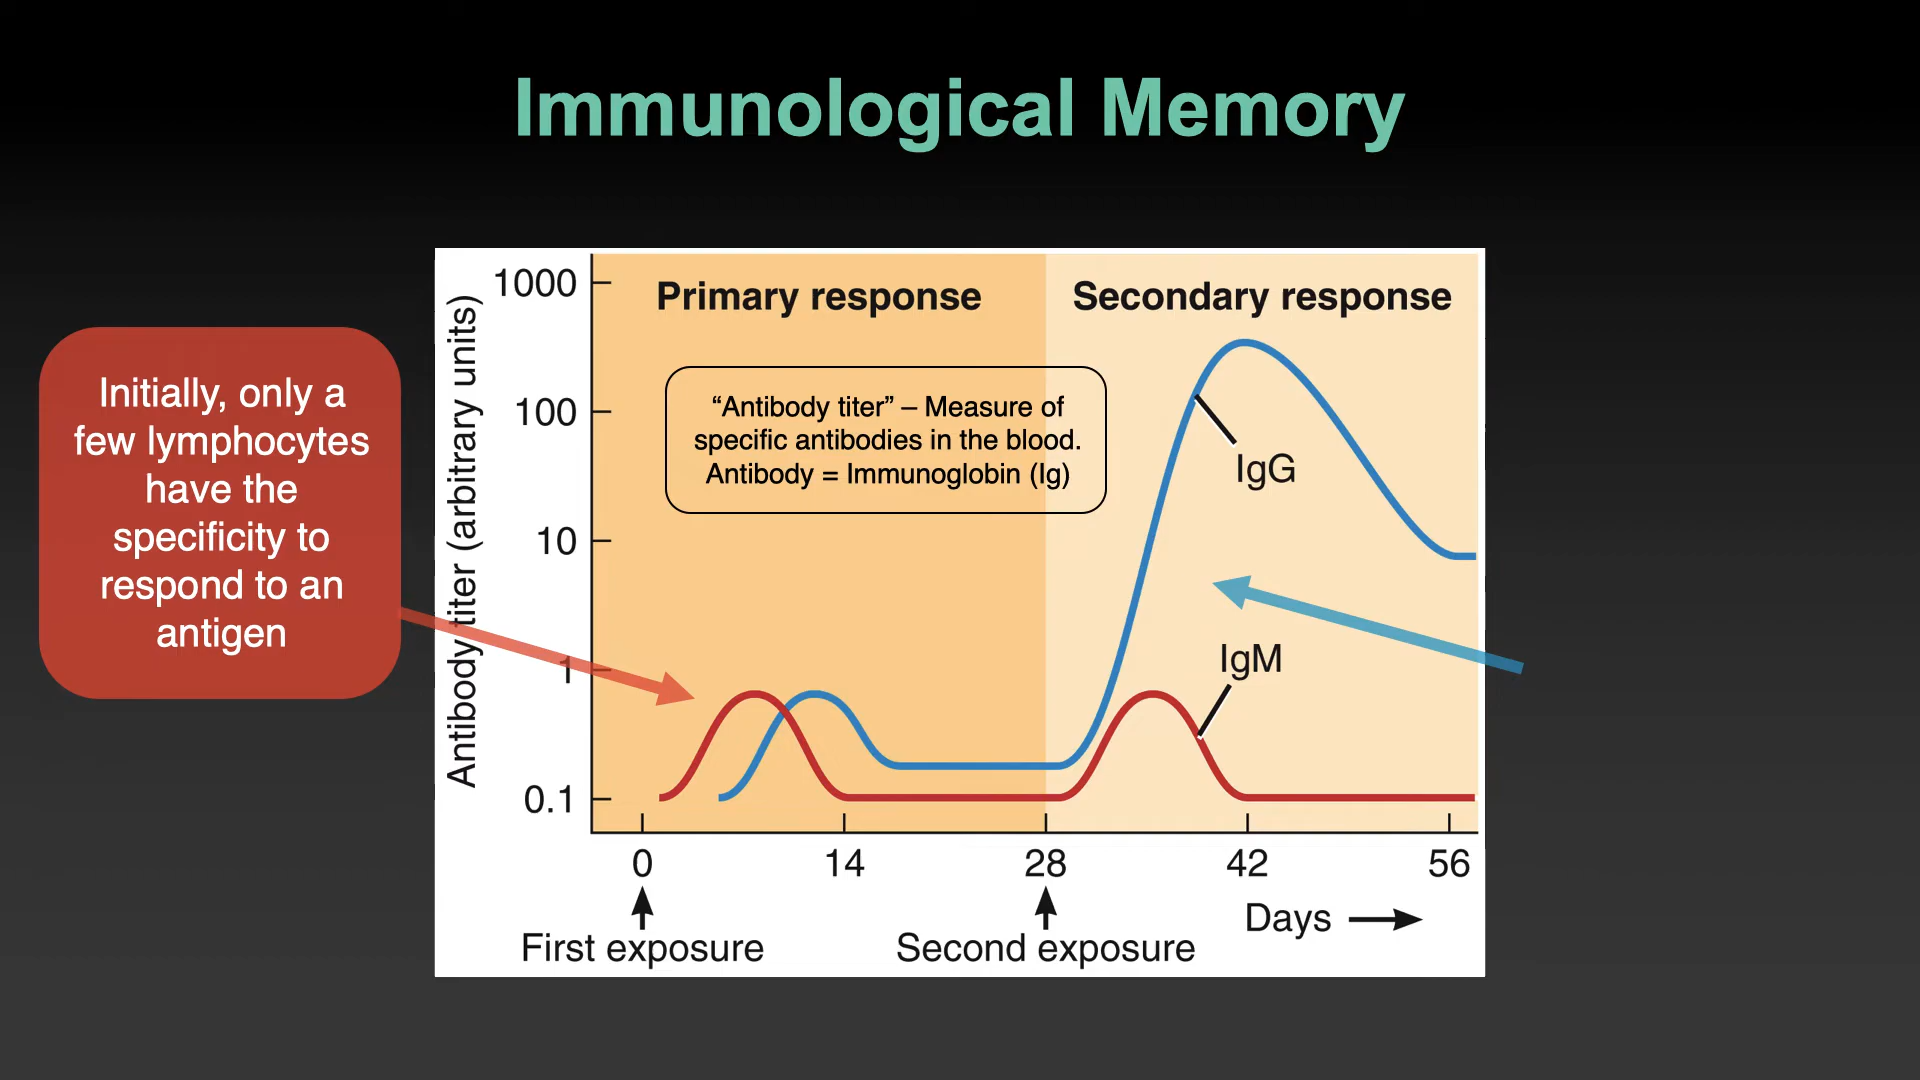 Immunological Memory
Initially, only a
few lymphocytes
have the
specificity to
respond to an
antigen
Antibody titer (arbitrary units)
1000
100
10
1
0.1
Primary response
Secondary response
“Antibody titer” – Measure of
specific antibodies in the blood.
Antibody = Immunoglobin (Ig)
IgG
IgM
0
14
28
42
56
First exposure
Second exposure
Days